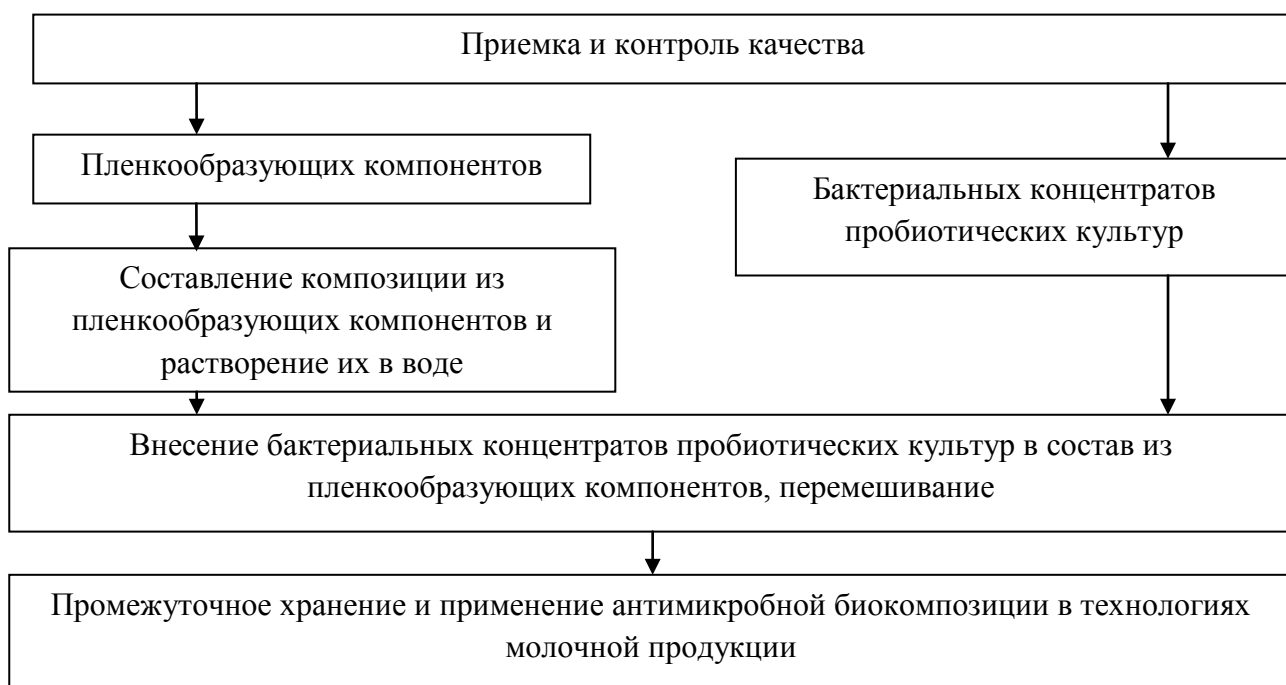 Приемка и контроль качества
Пленкообразующих компонентов
Бактериальных концентратов
пробиотических культур
Составление композиции из
пленкообразующих компонентов и
растворение их в воде
Внесение бактериальных концентратов пробиотических культур в состав из
пленкообразующих компонентов, перемешивание
Промежуточное хранение и применение антимикробной биокомпозиции в технологиях
молочной продукции